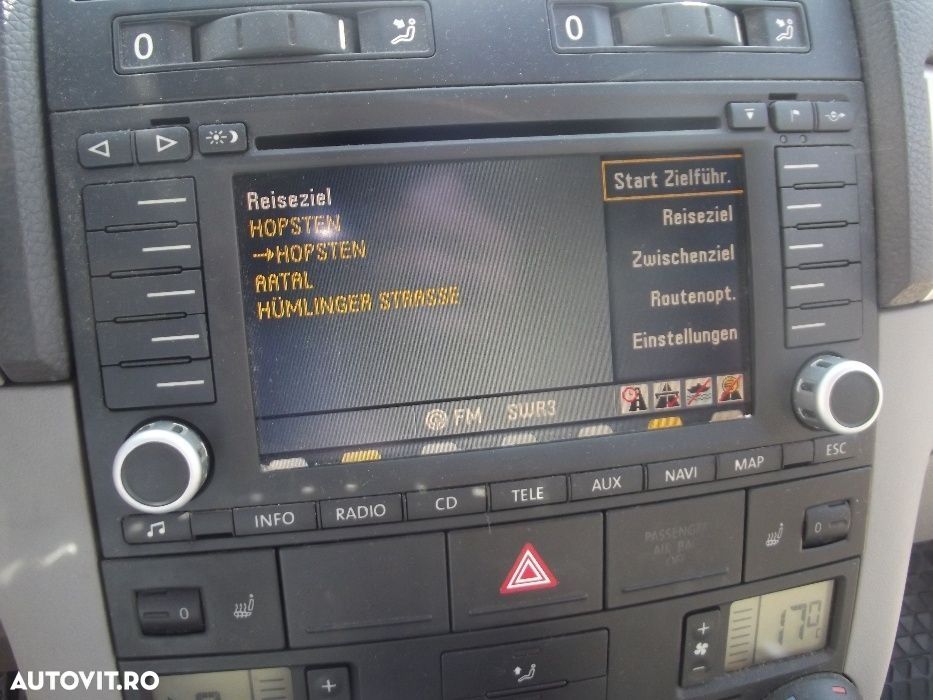 0
0
Reiseziel
HOPSTEN
→HOPSTEN
AATAL
HÜMLINGER STRASSE
Start Zielführ.
Reiseziel
Zwischenziel
Routenopt.
Einstellungen
FM SWR3
INFO RADIO CD TELE AUX NAVI MAP ESC
PASSENGER
AIR BAG
OFF
0
0
17°C
AUTOVIT.RO